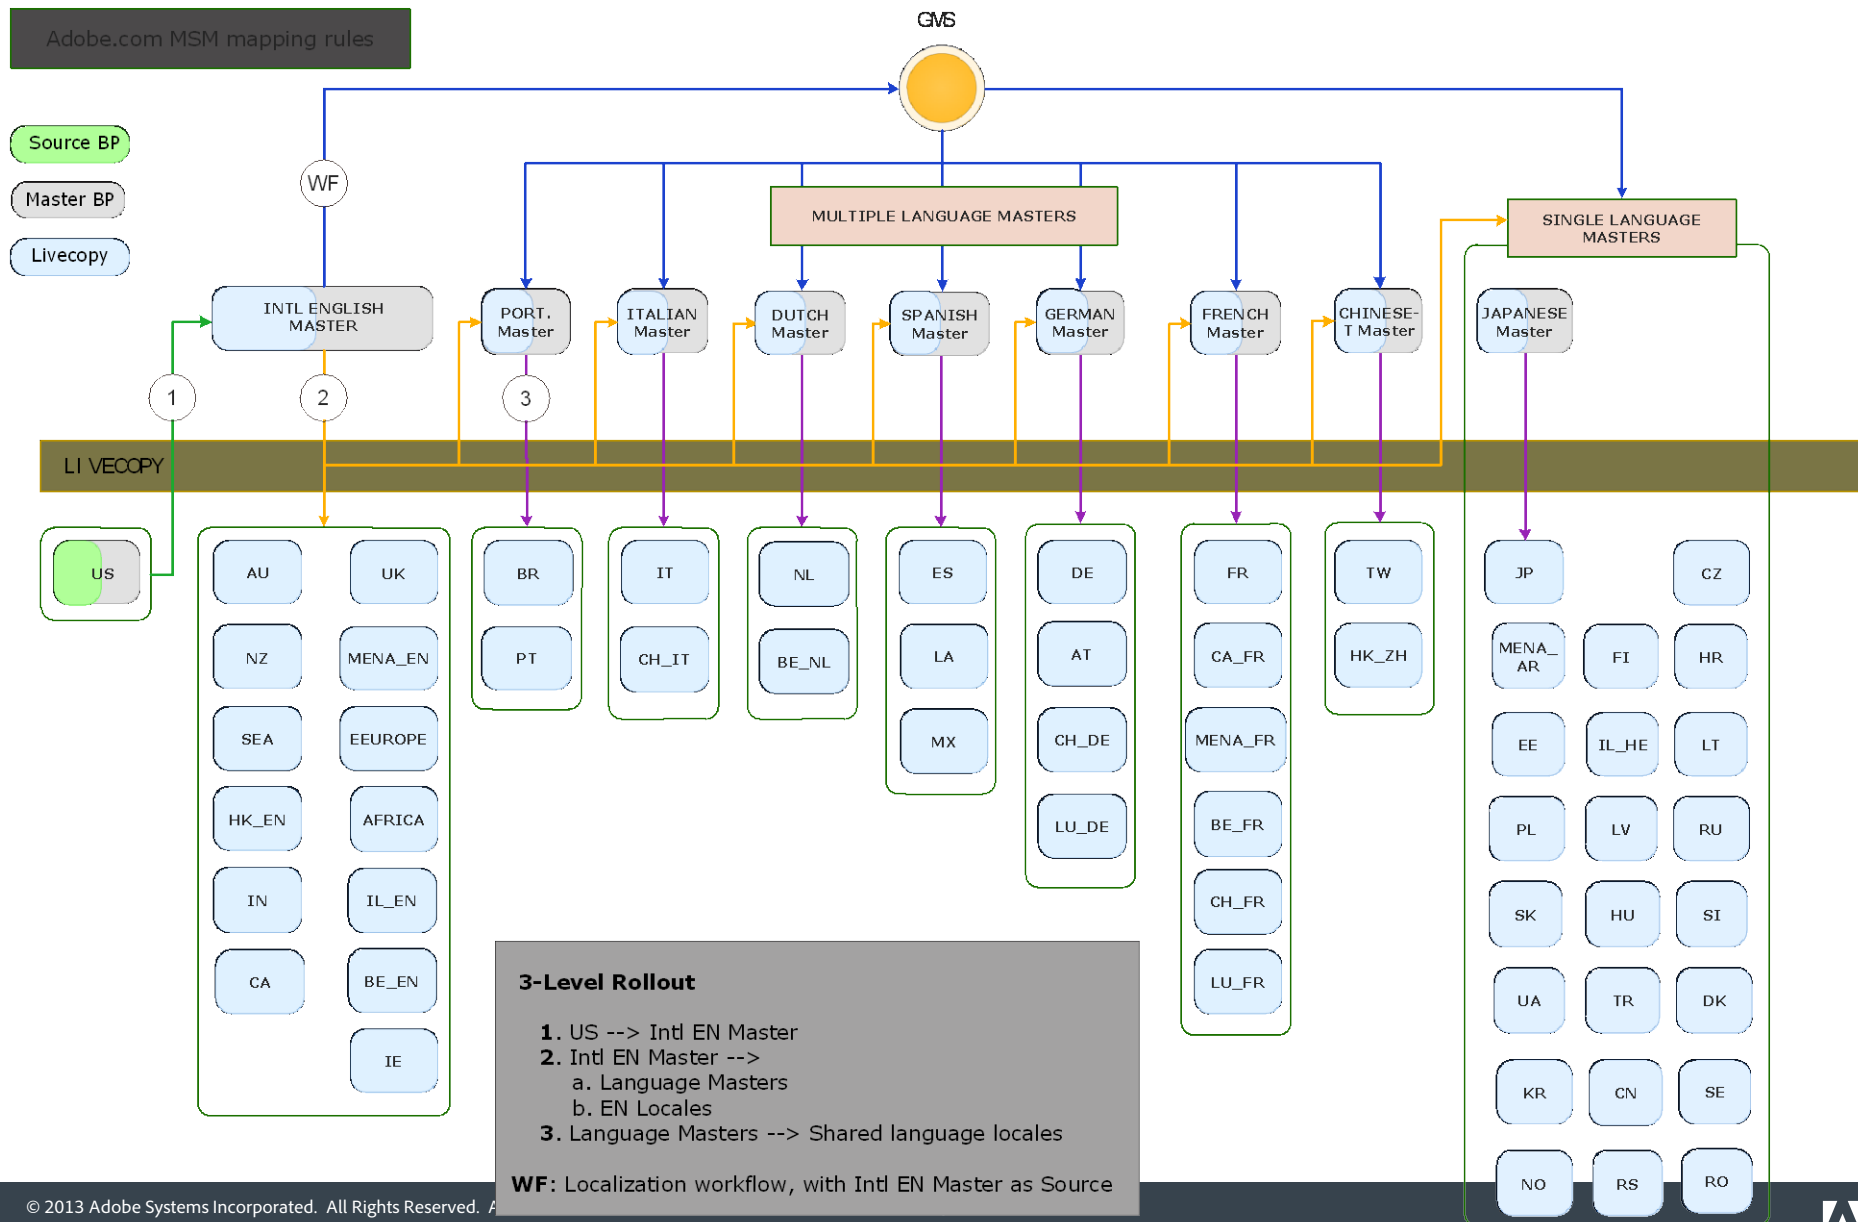 GMS
Adobe.com MSM mapping rules
Source BP
Master BP
Livecopy
WF
MULTIPLE LANGUAGE MASTERS
SINGLE LANGUAGE
MASTERS
INTL ENGLISH
MASTER
PORT.
Master
ITALIAN
Master
DUTCH
Master
SPANISH
Master
GERMAN
Master
FRENCH
Master
CHINESE-
T Master
JAPANESE
Master
1
2
3
LIVECOPY
US
AU
UK
NZ
MENA_EN
SEA
EEUROPE
HK_EN
AFRICA
IN
IL_EN
CA
BE_EN
IE
BR
PT
IT
CH_IT
NL
BE_NL
ES
LA
MX
DE
AT
CH_DE
LU_DE
FR
CA_FR
MENA_FR
BE_FR
CH_FR
LU_FR
TW
HK_ZH
JP
CZ
MENA_
AR
FI
HR
EE
IL_HE
LT
PL
LV
RU
SK
HU
SI
UA
TR
DK
KR
CN
SE
NO
RS
RO
3-Level Rollout
1. US --> Intl EN Master
2. Intl EN Master -->
a. Language Masters
b. EN Locales
3. Language Masters --> Shared language locales
WF: Localization workflow, with Intl EN Master as Source
© 2013 Adobe Systems Incorporated. All Rights Reserved.